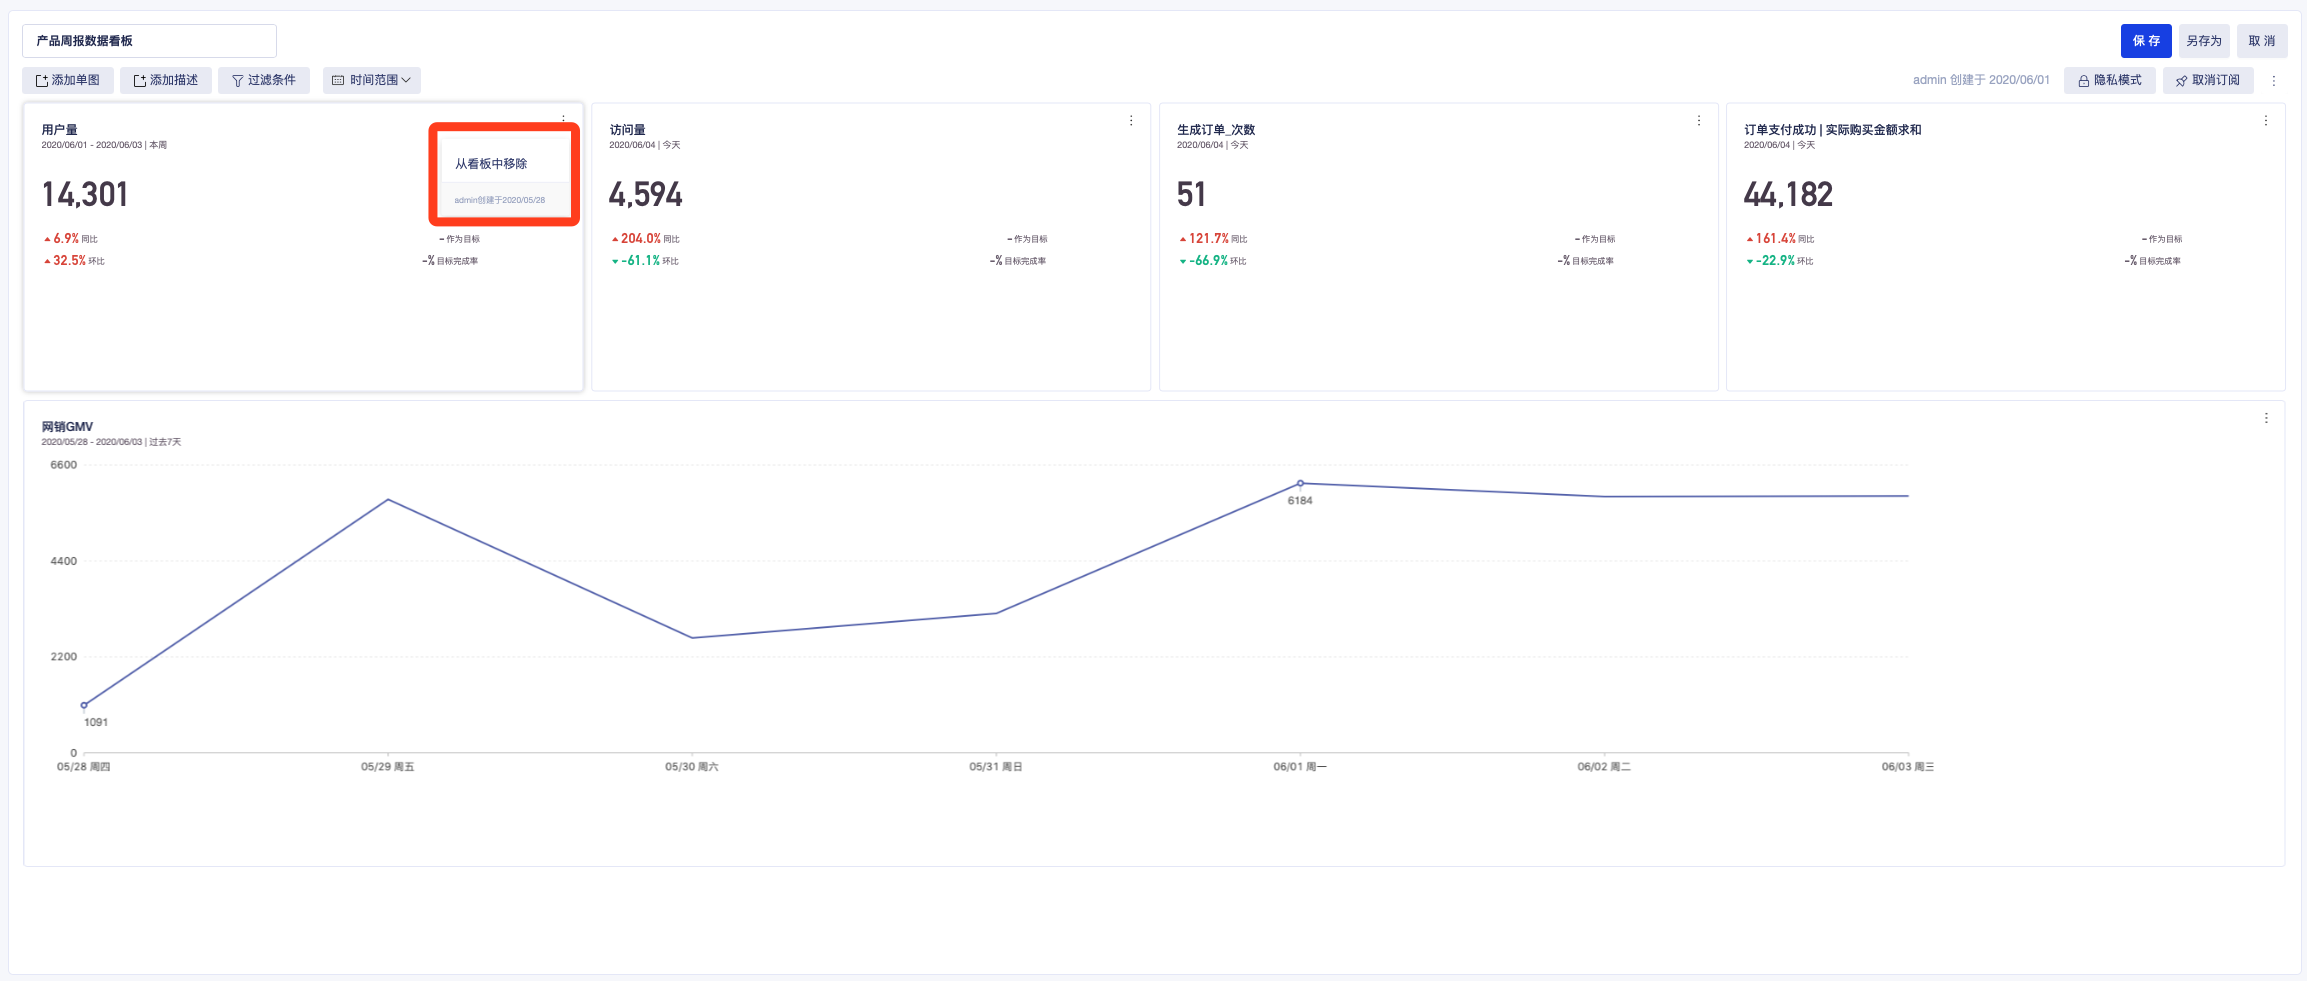 产品周报数据看板
保 存
另存为
取 消
添加单图
添加描述
过滤条件
时间范围
admin 创建于 2020/06/01
隐私模式
取消订阅
用户量
2020/06/01 - 2020/06/03 | 本周
14,301
6.9% 同比
32.5% 环比
- 作为目标
-% 目标完成率
从看板中移除
admin创建于2020/05/28
访问量
2020/06/04 | 今天
4,594
204.0% 同比
-61.1% 环比
- 作为目标
-% 目标完成率
生成订单_次数
2020/06/04 | 今天
51
121.7% 同比
-66.9% 环比
- 作为目标
-% 目标完成率
订单支付成功 | 实际购买金额求和
2020/06/04 | 今天
44,182
161.4% 同比
-22.9% 环比
- 作为目标
-% 目标完成率
网销GMV
2020/05/28 - 2020/06/03 | 过去7天
6600
4400
2200
0
1091
6184
05/28 周四
05/29 周五
05/30 周六
05/31 周日
06/01 周一
06/02 周二
06/03 周三